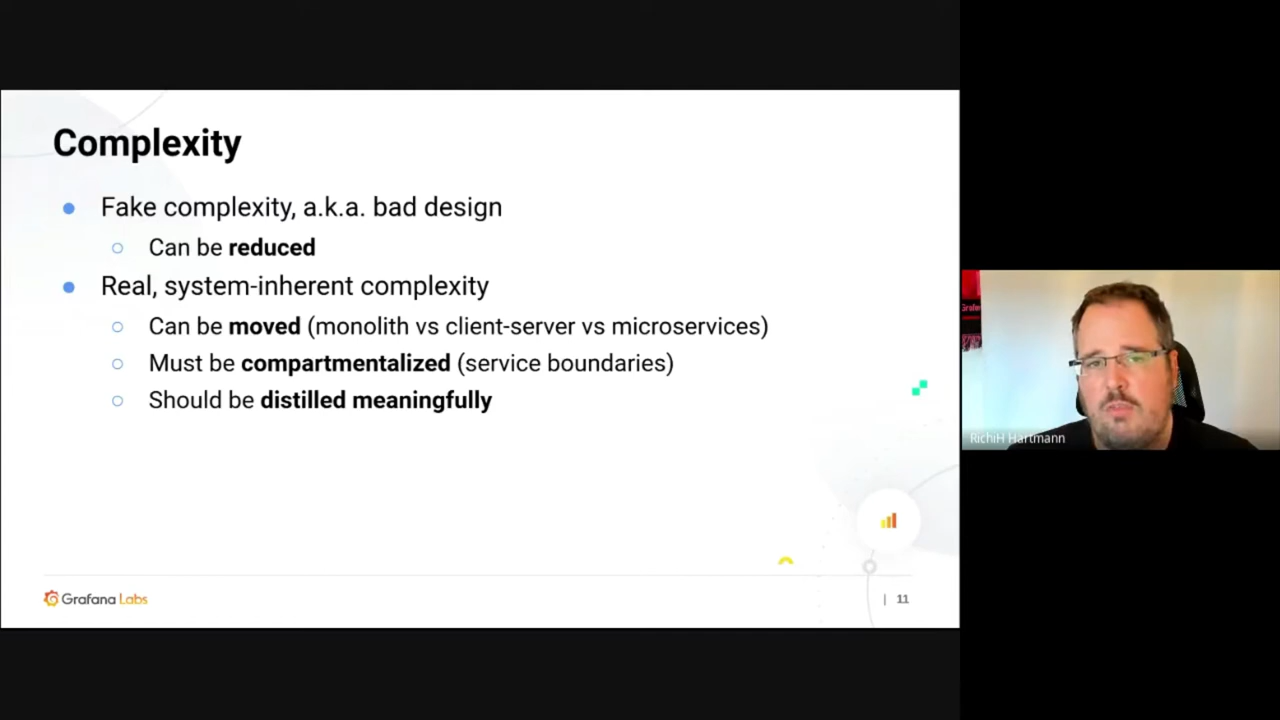 Complexity
● Fake complexity, a.k.a. bad design
○ Can be reduced
● Real, system-inherent complexity
○ Can be moved (monolith vs client-server vs microservices)
○ Must be compartmentalized (service boundaries)
○ Should be distilled meaningfully
Grafana Labs
| 11
RichiH Hartmann